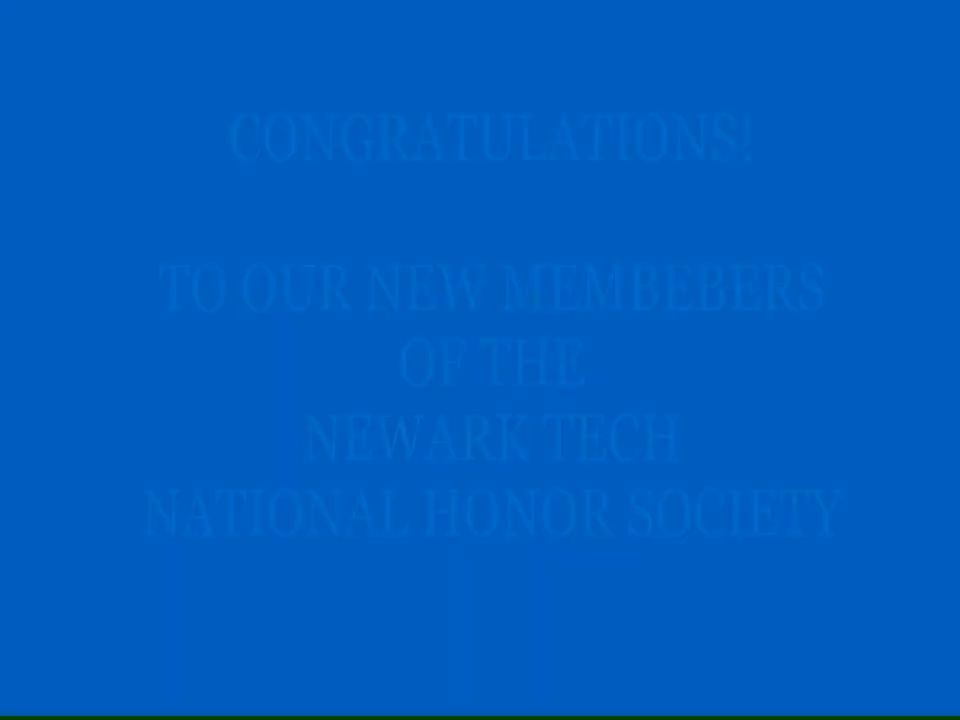 CONGRATULATIONS!
TO OUR NEW MEMBEBERS
OF THE
NEWARK TECH
NATIONAL HONOR SOCIETY